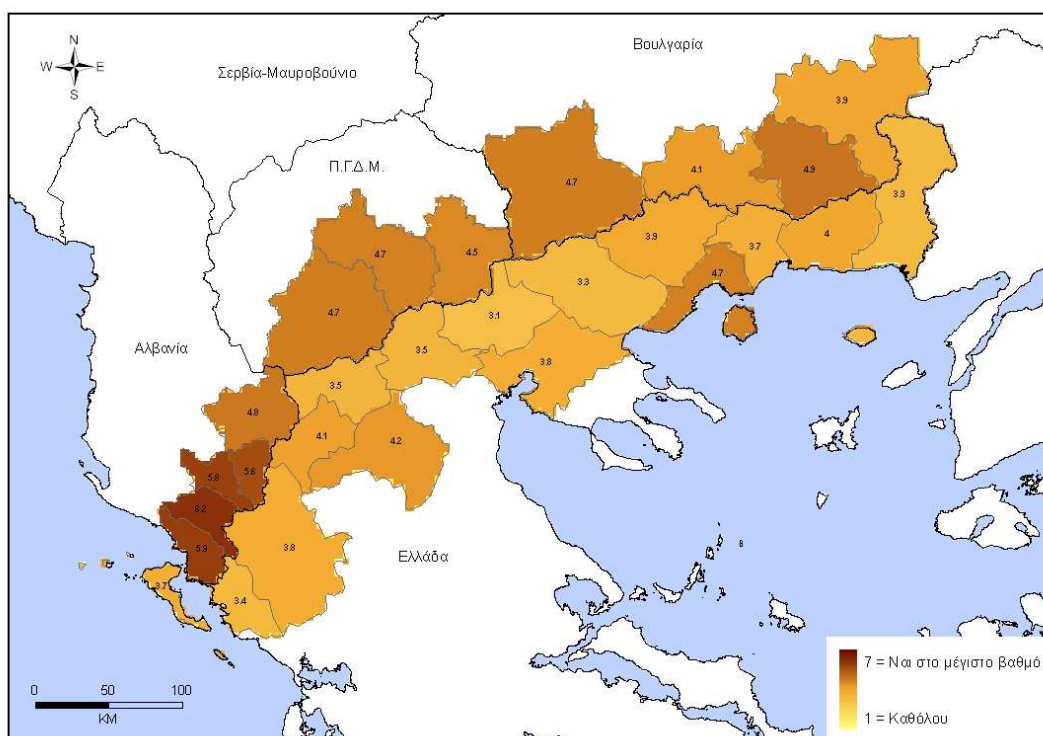 N
W E
S
Βουλγαρία
Σερβία-Μαυροβούνιο
Π.Γ.Δ.Μ.
Αλβανία
Ελλάδα
3.9
4.1
4.9
4.7
3.3
4.7
4.5
3.9
3.7
4
4.7
3.3
4.7
3.1
3.5
3.8
3.5
4.8
4.1
4.2
5.8
5.6
6.2
5.9
3.8
3.7
3.4
7 = Ναι στο μέγιστο βαθμό
1 = Καθόλου
0 50 100
KM